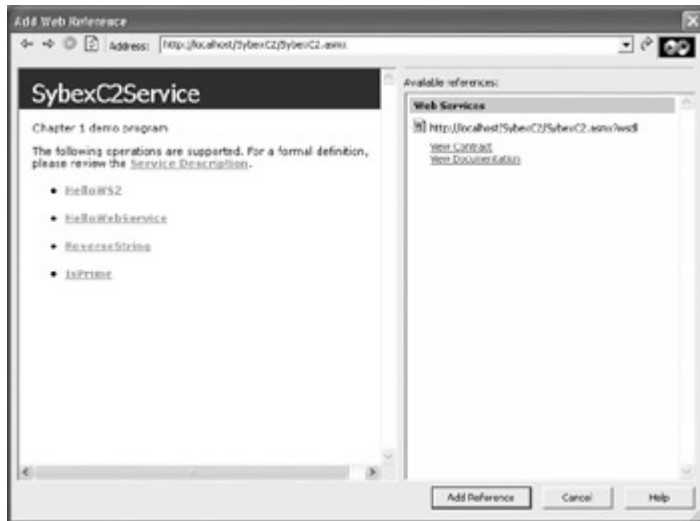 Add Web Reference
Address: http://localhost/SybexC2/SybexC2.asmx
SybexC2Service
Chapter 1 demo program
The following operations are supported. For a formal definition,
please review the Service Description.
HelloWS2
HelloWebService
ReverseString
IsPrime
Available references:
Web Services
http://localhost/SybexC2/SybexC2.asmx?wsdl
View Contract
View Documentation
Add Reference
Cancel
Help